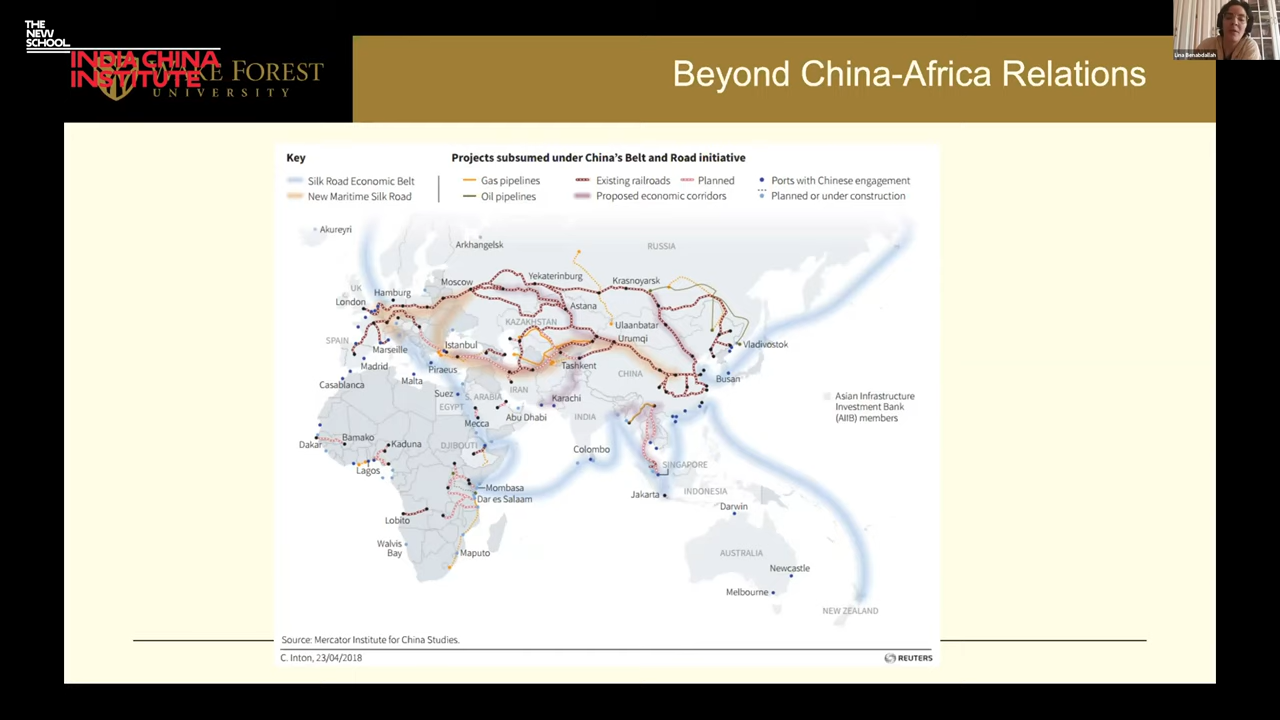 THE
NEW
SCHOOL
INDIA CHINA
INSTITUTE
WAKE FOREST
UNIVERSITY
Beyond China-Africa Relations
Lina Benabdallah
Key
Projects subsumed under China's Belt and Road initiative
Silk Road Economic Belt
New Maritime Silk Road
Gas pipelines
Oil pipelines
Existing railroads
Planned
Proposed economic corridors
Ports with Chinese engagement
Planned or under construction
Akureyri
Arkhangelsk
RUSSIA
Moscow
Yekaterinburg
Krasnoyarsk
UK
Hamburg
London
Astana
KAZAKHSTAN
Ulaanbatar
Urumqi
Vladivostok
SPAIN
Marseille
Istanbul
Madrid
Piraeus
Tashkent
CHINA
Busan
Casablanca
Malta
Suez
S. ARABIA
IRAN
Karachi
EGYPT
Abu Dhabi
INDIA
Mecca
Asian Infrastructure
Investment Bank
(AIIB) members
Dakar
Bamako
Kaduna
DJIBOUTI
Colombo
Lagos
SINGAPORE
Mombasa
Dar es Salaam
Jakarta
INDONESIA
Darwin
Lobito
Walvis
Bay
Maputo
AUSTRALIA
Newcastle
Melbourne
NEW ZEALAND
Source: Mercator Institute for China Studies.
C. Inton, 23/04/2018
REUTERS